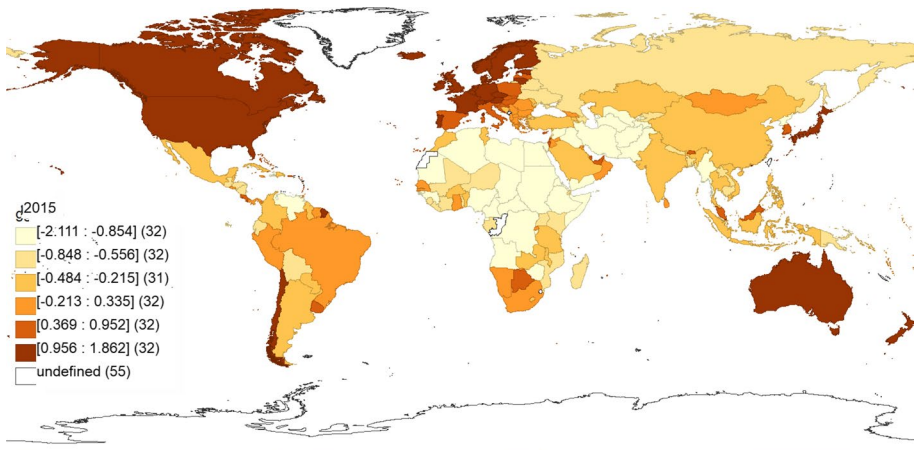 g2015
[-2.111 : -0.854] (32)
[-0.848 : -0.556] (32)
[-0.484 : -0.215] (31)
[-0.213 : 0.335] (32)
[0.369 : 0.952] (32)
[0.956 : 1.862] (32)
undefined (55)